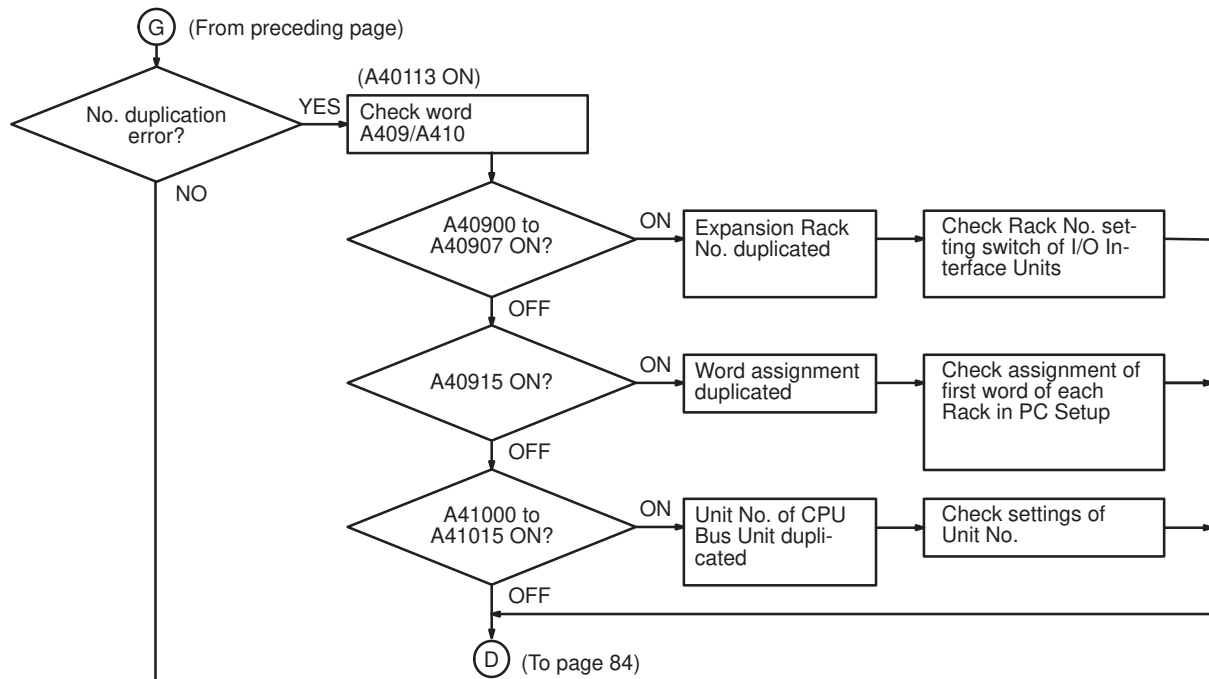 G (From preceding page)
No. duplication
error?
YES
NO
(A40113 ON)
Check word
A409/A410
A40900 to
A40907 ON?
ON
Expansion Rack
No. duplicated
Check Rack No. set-
ting switch of I/O In-
terface Units
OFF
A40915 ON?
ON
Word assignment
duplicated
Check assignment of
first word of each
Rack in PC Setup
OFF
A41000 to
A41015 ON?
ON
Unit No. of CPU
Bus Unit dupli-
cated
Check settings of
Unit No.
OFF
D (To page 84)